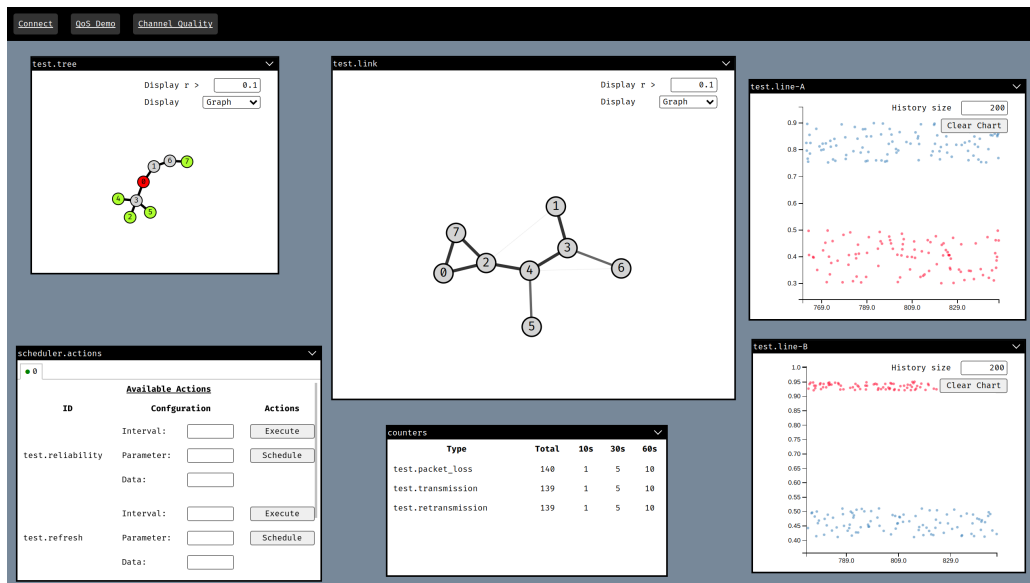 Connect QoS Demo Channel Quality
test.tree
Display r > 0.1
Display Graph
1 6 7
0
4 3
2 5
test.link
Display r > 0.1
Display Graph
1
7
3
2
0 4 6
5
test.line-A
History size 200
Clear Chart
0.9
0.8
0.7
0.6
0.5
0.4
0.3
769.0 789.0 809.0 829.0
scheduler.actions
0
Available Actions
ID Confguration Actions
Interval: Execute
test.reliability Parameter: Schedule
Data:
Interval: Execute
test.refresh Parameter: Schedule
Data:
counters
Type Total 10s 30s 60s
test.packet_loss 140 1 5 10
test.transmission 139 1 5 10
test.retransmission 139 1 5 10
test.line-B
History size 200
Clear Chart
1.0
0.95
0.90
0.85
0.80
0.75
0.70
0.65
0.60
0.55
0.50
0.45
0.40
789.0 809.0 829.0